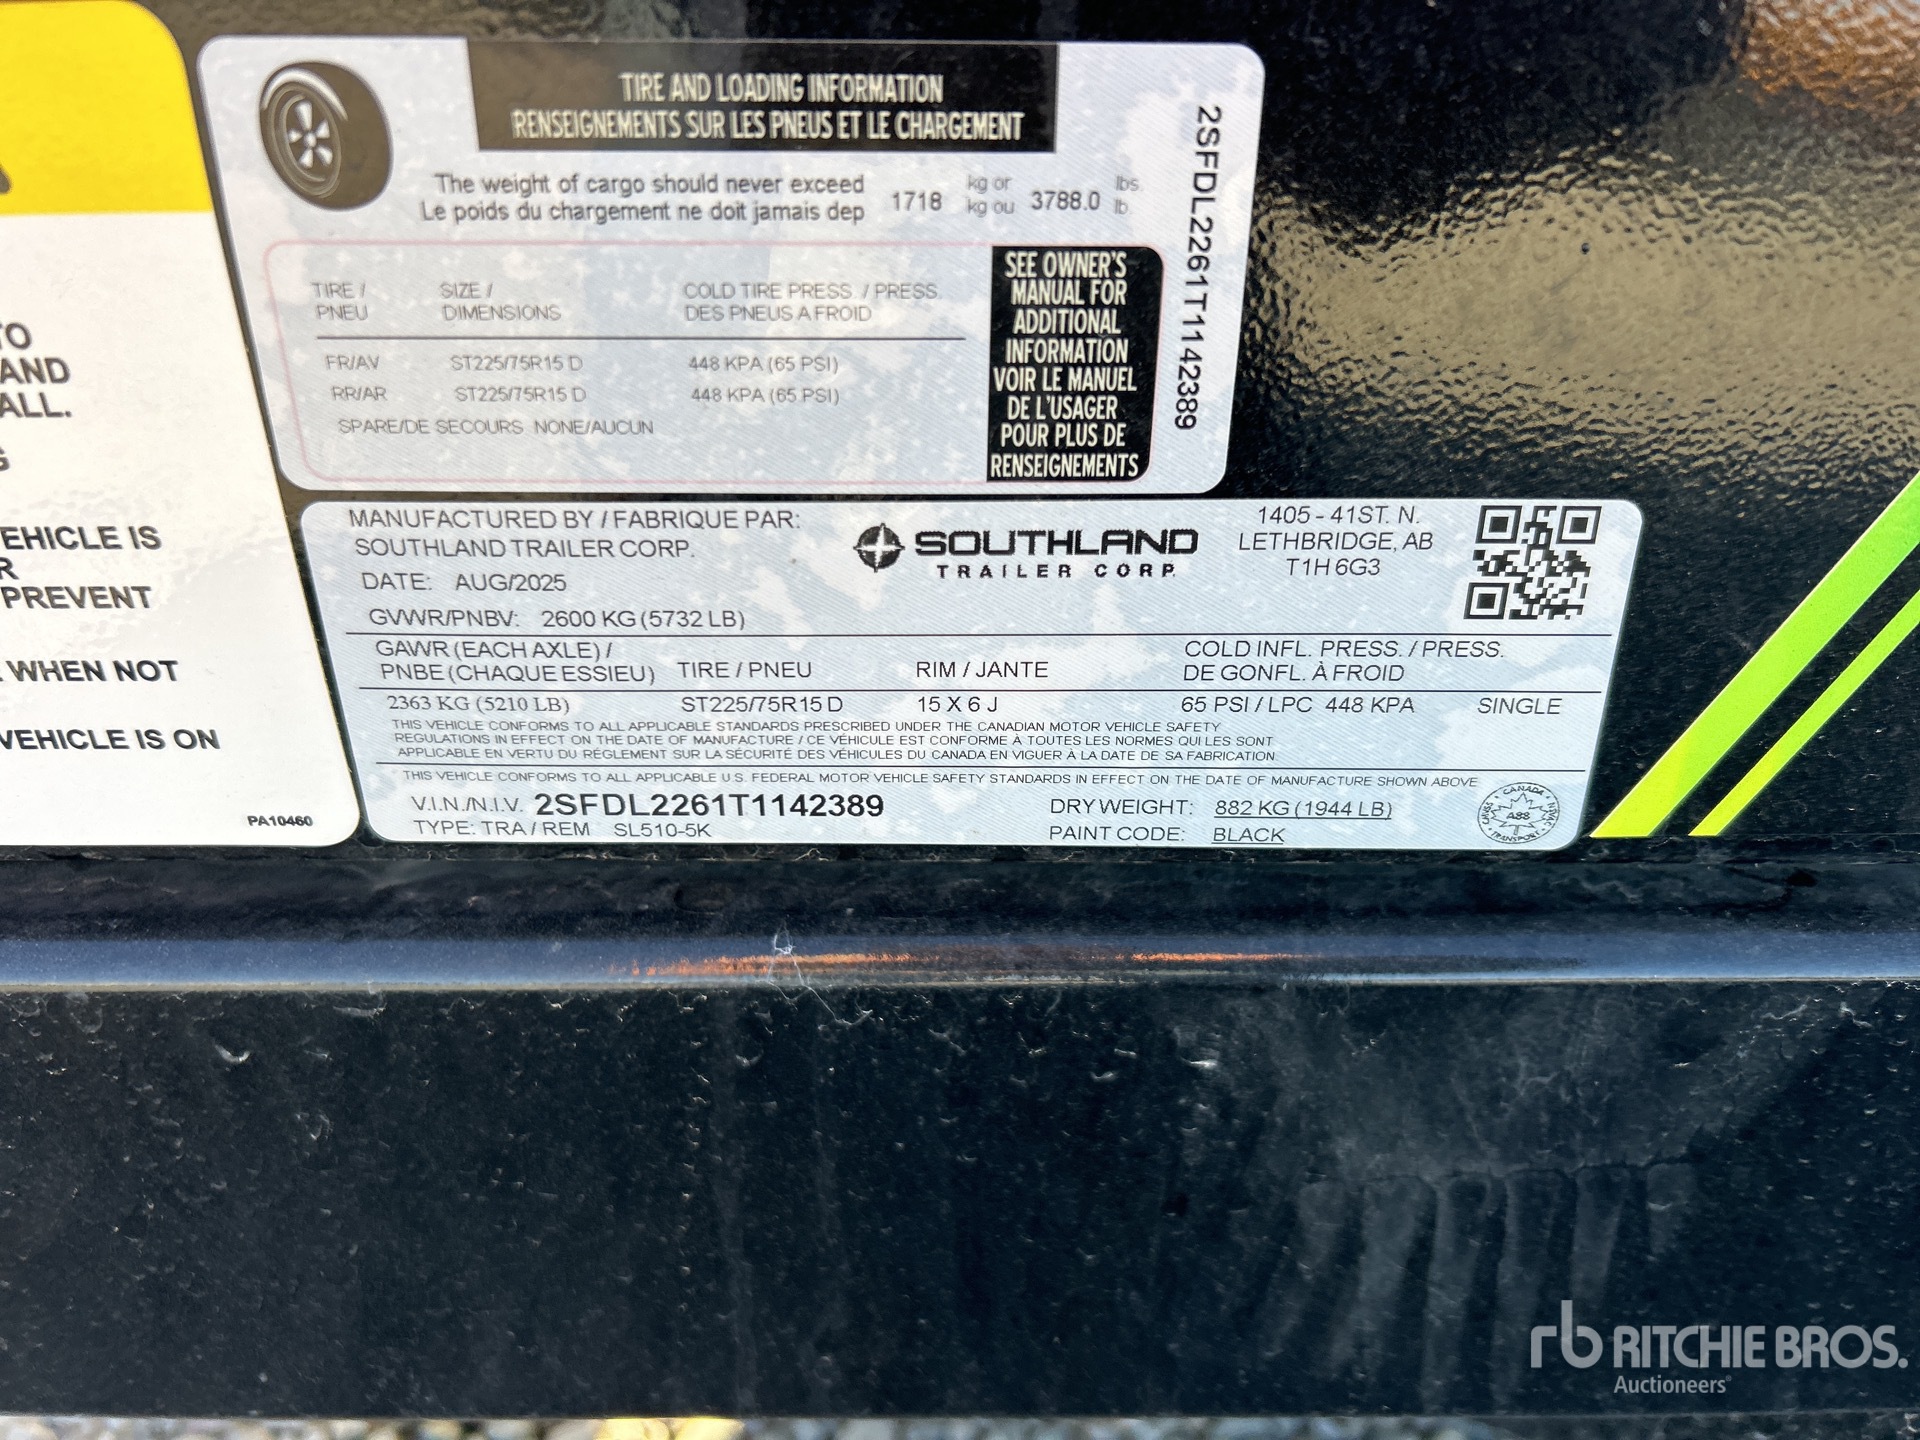 TO
AND
ALL.
G
EHICLE IS
R
PREVENT
WHEN NOT
VEHICLE IS ON
PA10460
TIRE AND LOADING INFORMATION
RENSEIGNEMENTS SUR LES PNEUS ET LE CHARGEMENT
The weight of cargo should never exceed
Le poids du chargement ne doit jamais dep
1718 kg or kg ou 3788.0 lbs. lb.
TIRE / PNEU
SIZE / DIMENSIONS
COLD TIRE PRESS. / PRESS. DES PNEUS A FROID
FR/AV ST225/75R15 D 448 KPA (65 PSI)
RR/AR ST225/75R15 D 448 KPA (65 PSI)
SPARE/DE SECOURS NONE/AUCUN
SEE OWNER'S
MANUAL FOR
ADDITIONAL
INFORMATION
VOIR LE MANUEL
DE L'USAGER
POUR PLUS DE
RENSEIGNEMENTS
2SFDL2261T1142389
MANUFACTURED BY / FABRIQUE PAR:
SOUTHLAND TRAILER CORP.
DATE: AUG/2025
GVWR/PNBV: 2600 KG (5732 LB)
SOUTHLAND
TRAILER CORP.
1405 - 41ST. N.
LETHBRIDGE, AB
T1H 6G3
GAWR (EACH AXLE) /
PNBE (CHAQUE ESSIEU) TIRE / PNEU RIM / JANTE
COLD INFL. PRESS. / PRESS.
DE GONFL. À FROID
2363 KG (5210 LB) ST225/75R15 D 15 X 6 J 65 PSI / LPC 448 KPA SINGLE
THIS VEHICLE CONFORMS TO ALL APPLICABLE STANDARDS PRESCRIBED UNDER THE CANADIAN MOTOR VEHICLE SAFETY
REGULATIONS IN EFFECT ON THE DATE OF MANUFACTURE / CE VÉHICULE EST CONFORME À TOUTES LES NORMES QUI LES SONT
APPLICABLE EN VERTU DU RÉGLEMENT SUR LA SÉCURITÉ DES VÉHICULES DU CANADA EN VIGUER À LA DATE DE SA FABRICATION
THIS VEHICLE CONFORMS TO ALL APPLICABLE U.S. FEDERAL MOTOR VEHICLE SAFETY STANDARDS IN EFFECT ON THE DATE OF MANUFACTURE SHOWN ABOVE
V.I.N./N.I.V. 2SFDL2261T1142389 DRY WEIGHT: 882 KG (1944 LB)
TYPE: TRA / REM SL510-5K PAINT CODE: BLACK
CANADA
A88
TRANSPORT
rb RITCHIE BROS.
Auctioneers